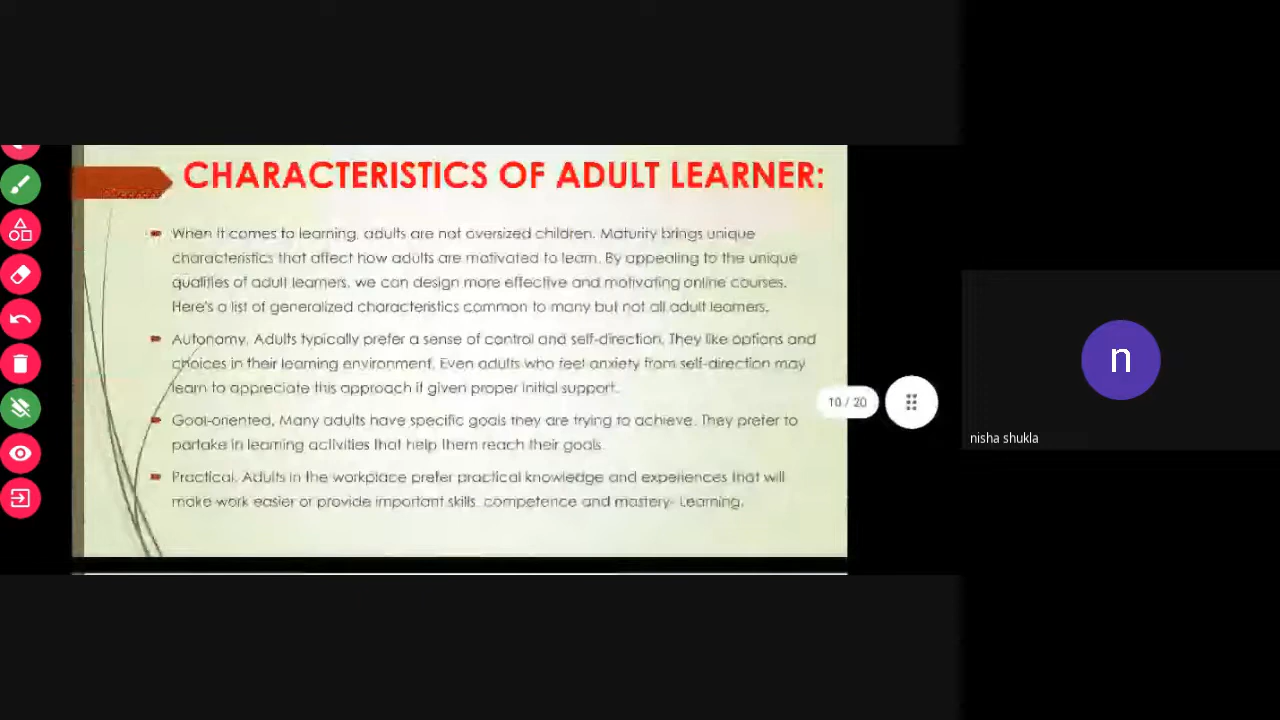 CHARACTERISTICS OF ADULT LEARNER:
When it comes to learning, adults are not oversized children. Maturity brings unique
characteristics that affect how adults are motivated to learn. By appealing to the unique
qualities of adult learners, we can design more effective and motivating online courses.
Here's a list of generalized characteristics common to many but not all adult learners.
Autonomy. Adults typically prefer a sense of control and self-direction. They like options and
choices in their learning environment. Even adults who feel anxiety from self-direction may
learn to appreciate this approach if given proper initial support.
Goal-oriented. Many adults have specific goals they are trying to achieve. They prefer to
partake in learning activities that help them reach their goals.
Practical. Adults in the workplace prefer practical knowledge and experiences that will
make work easier or provide important skills. competence and mastery- Learning.
10 / 20
n
nisha shukla